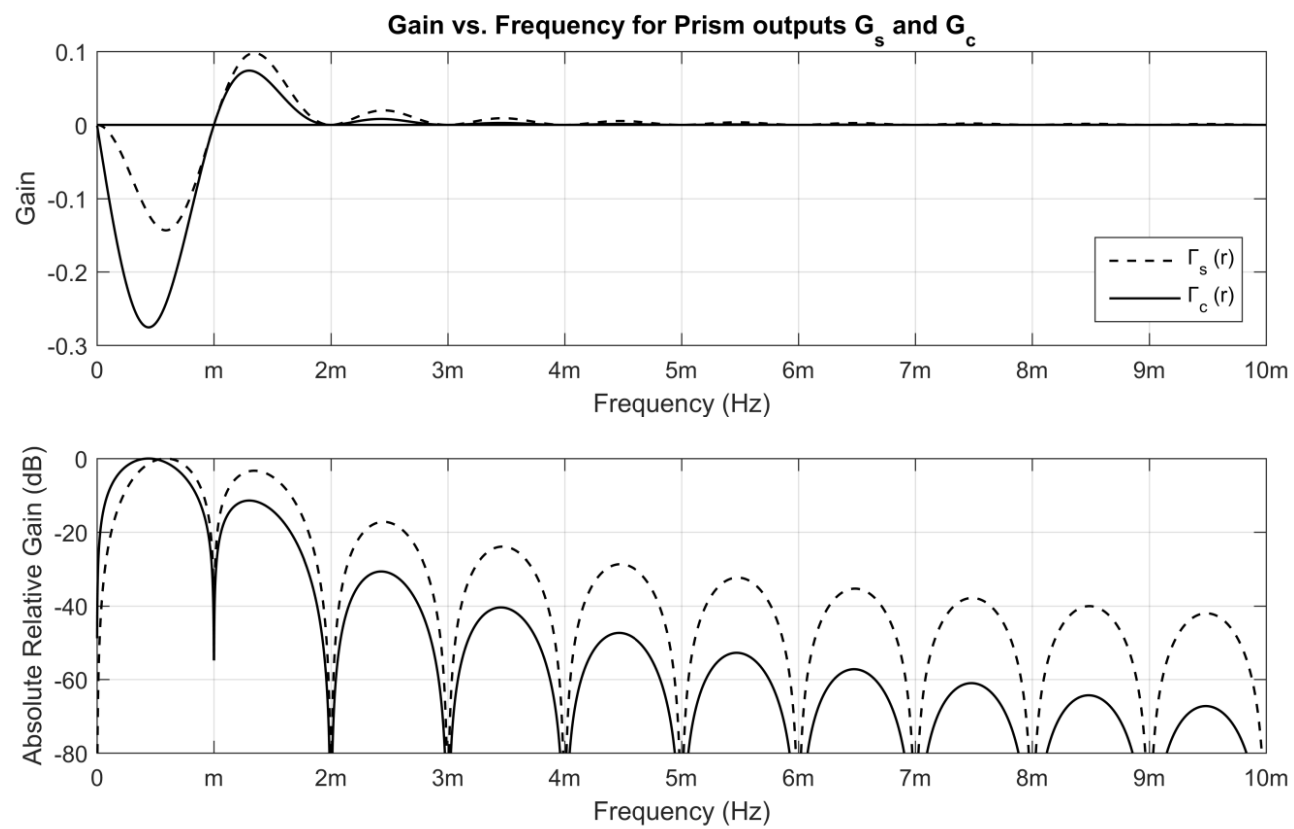 Gain vs. Frequency for Prism outputs Gs and Gc
0.1
0
-0.1
-0.2
-0.3
Gain
Γs (r)
Γc (r)
0 m 2m 3m 4m 5m 6m 7m 8m 9m 10m
Frequency (Hz)
0
-20
-40
-60
-80
Absolute Relative Gain (dB)
0 m 2m 3m 4m 5m 6m 7m 8m 9m 10m
Frequency (Hz)